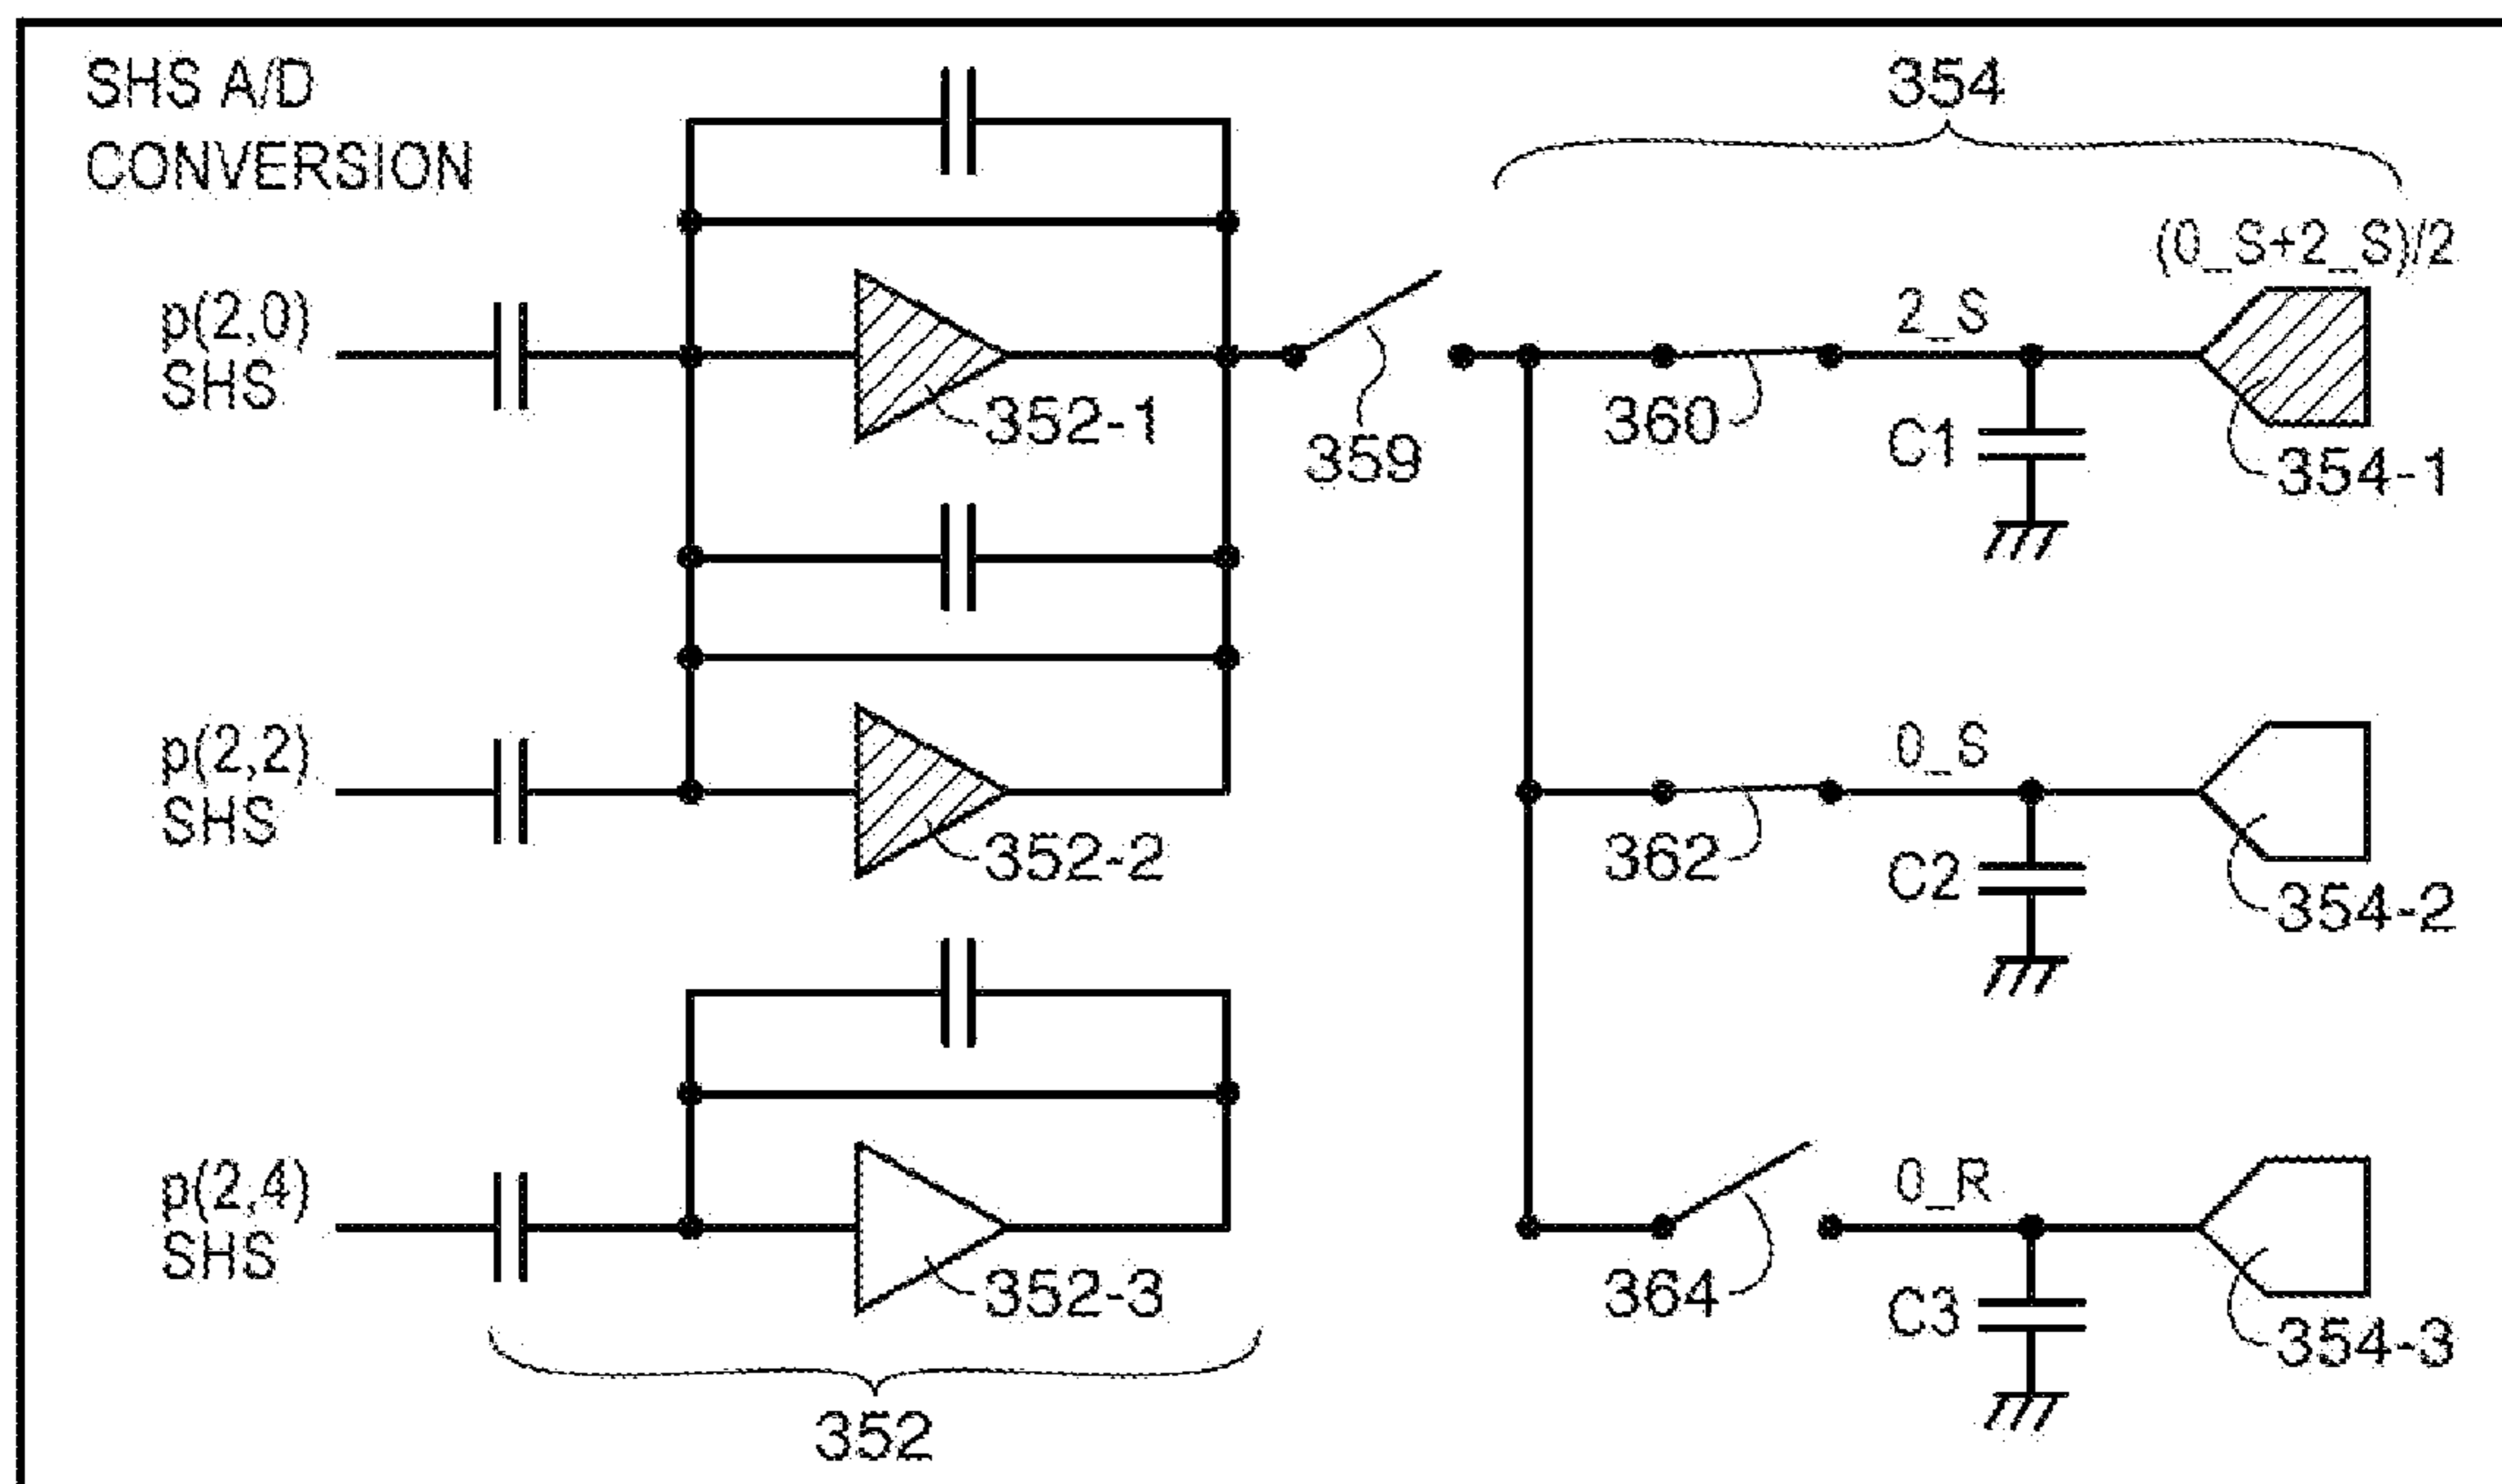 SHS A/D
CONVERSION
354
(0_S+2_S)/2
p(2,0)
SHS
2_S
352-1
359
360
C1
354-1
p(2,2)
SHS
0_S
352-2
362
C2
354-2
p(2,4)
SHS
0_R
352-3
364
C3
354-3
352